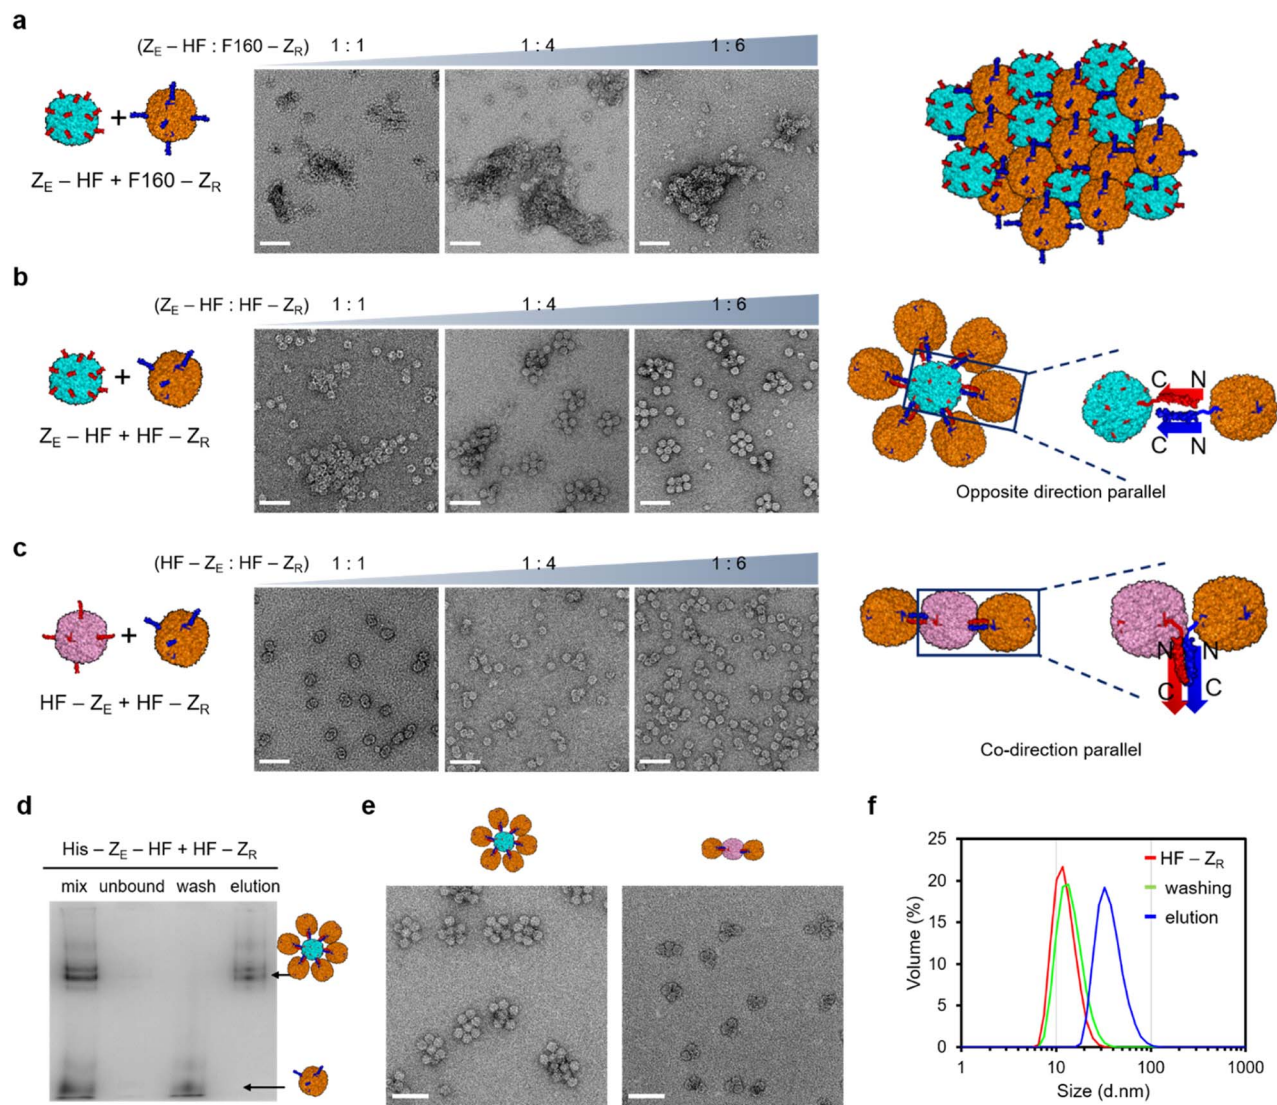 a
(Z_E – HF : F160 – Z_R) 1 : 1 1 : 4 1 : 6
+
Z_E – HF + F160 – Z_R
b
(Z_E – HF : HF – Z_R) 1 : 1 1 : 4 1 : 6
+
Z_E – HF + HF – Z_R
C N
C N
Opposite direction parallel
c
(HF – Z_E : HF – Z_R) 1 : 1 1 : 4 1 : 6
+
HF – Z_E + HF – Z_R
N N
C C
Co-direction parallel
d
His – Z_E – HF + HF – Z_R
mix unbound wash elution
e
f
Volume (%)
25
20
15
10
5
0
HF – Z_R
washing
elution
1 10 100 1000
Size (d.nm)